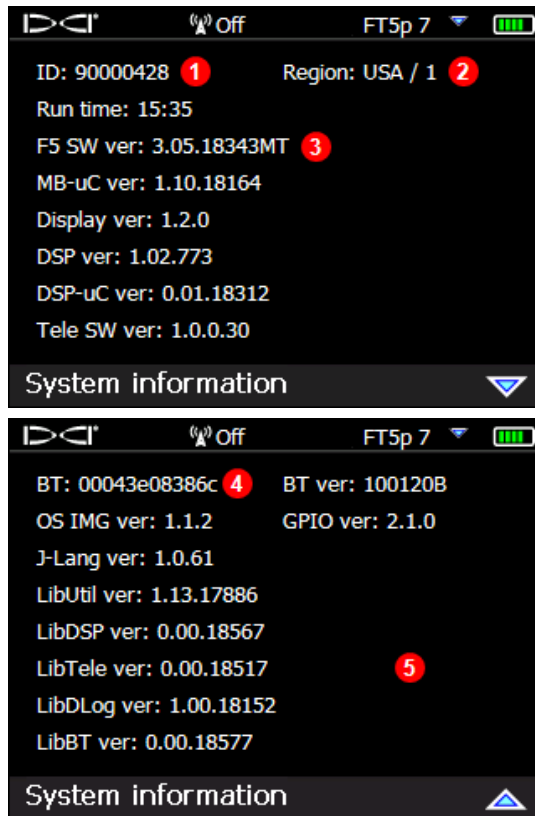 DCI Off FT5p 7
ID: 90000428 1 Region: USA / 1 2
Run time: 15:35
F5 SW ver: 3.05.18343MT 3
MB-uC ver: 1.10.18164
Display ver: 1.2.0
DSP ver: 1.02.773
DSP-uC ver: 0.01.18312
Tele SW ver: 1.0.0.30
System information
DCI Off FT5p 7
BT: 00043e08386c 4 BT ver: 100120B
OS IMG ver: 1.1.2 GPIO ver: 2.1.0
J-Lang ver: 1.0.61
LibUtil ver: 1.13.17886
LibDSP ver: 0.00.18567
LibTele ver: 0.00.18517 5
LibDLog ver: 1.00.18152
LibBT ver: 0.00.18577
System information